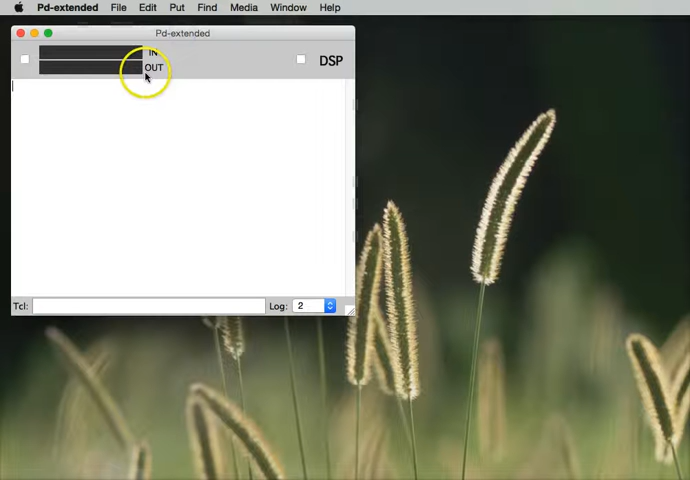 Pd-extended File Edit Put Find Media Window Help
Pd-extended
IN
OUT
DSP
Tcl: Log: 2